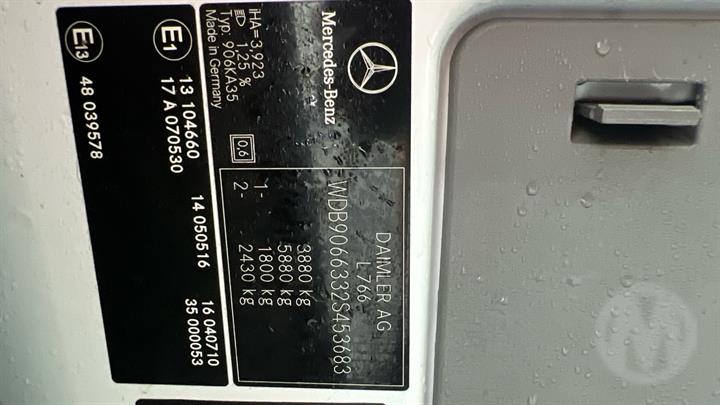 Mercedes-Benz
iHA=3,923
1,25 %
Typ: 906KA35
Made in Germany
0,6
DAIMLER AG
L 766
WDB9066332S453683
3880 kg
5880 kg
1- 1800 kg
2- 2430 kg
E1 13 104660 14 050516 16 040710
17 A 070530 35 000053
E13 48 039578
MANHEIM